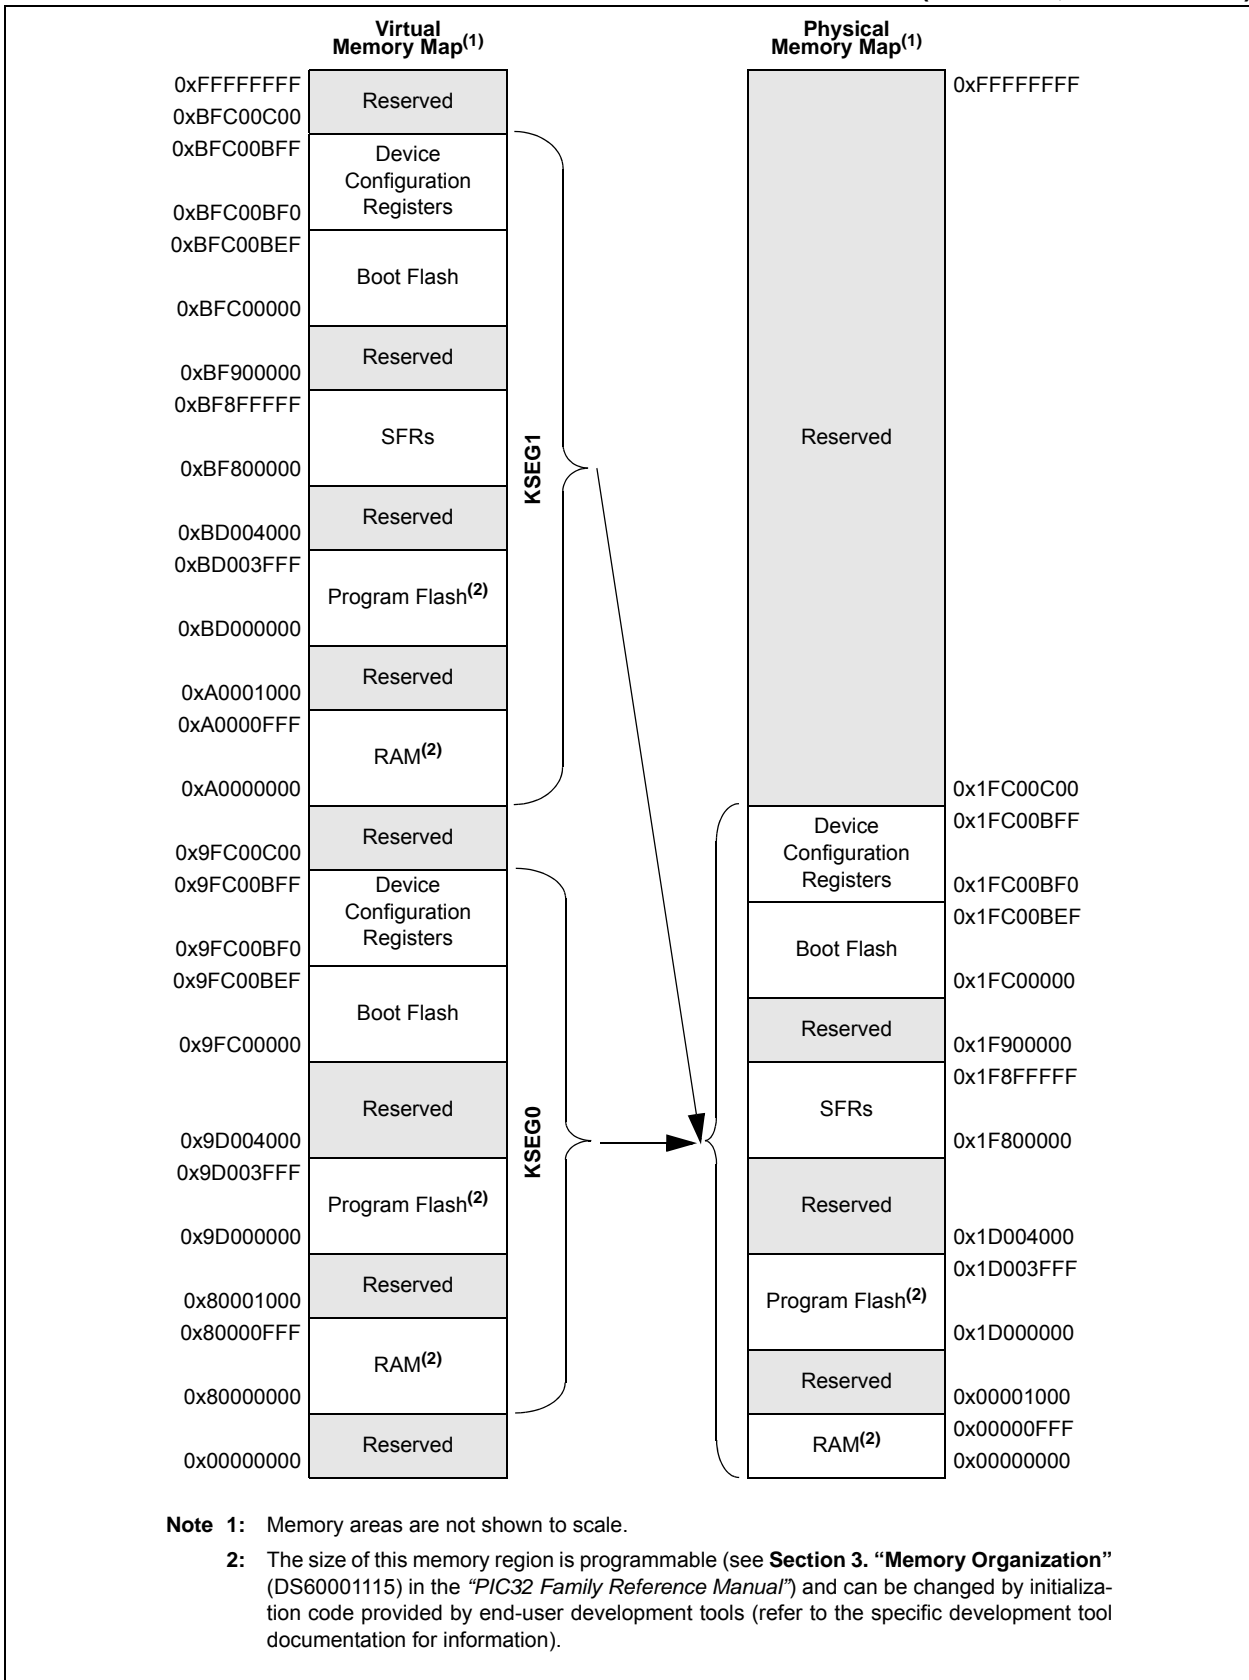 Virtual
Memory Map(1)
Physical
Memory Map(1)
0xFFFFFFFF
Reserved
0xBFC00C00
0xBFC00BFF
Device
Configuration
Registers
0xBFC00BF0
0xBFC00BEF
Boot Flash
0xBFC00000
Reserved
0xBF900000
0xBF8FFFFF
SFRs
0xBF800000
Reserved
0xBD004000
0xBD003FFF
Program Flash(2)
0xBD000000
Reserved
0xA0001000
0xA0000FFF
RAM(2)
0xA0000000
Reserved
0x9FC00C00
0x9FC00BFF
Device
Configuration
Registers
0x9FC00BF0
0x9FC00BEF
Boot Flash
0x9FC00000
Reserved
0x9D004000
0x9D003FFF
Program Flash(2)
0x9D000000
Reserved
0x80001000
0x80000FFF
RAM(2)
0x80000000
Reserved
0x00000000
KSEG1
KSEG0
0xFFFFFFFF
Reserved
0x1FC00C00
0x1FC00BFF
Device
Configuration
Registers
0x1FC00BF0
0x1FC00BEF
Boot Flash
0x1FC00000
Reserved
0x1F900000
0x1F8FFFFF
SFRs
0x1F800000
Reserved
0x1D004000
0x1D003FFF
Program Flash(2)
0x1D000000
Reserved
0x00001000
0x00000FFF
RAM(2)
0x00000000
Note 1: Memory areas are not shown to scale.
2: The size of this memory region is programmable (see Section 3. “Memory Organization”
(DS60001115) in the “PIC32 Family Reference Manual”) and can be changed by initializa-
tion code provided by end-user development tools (refer to the specific development tool
documentation for information).